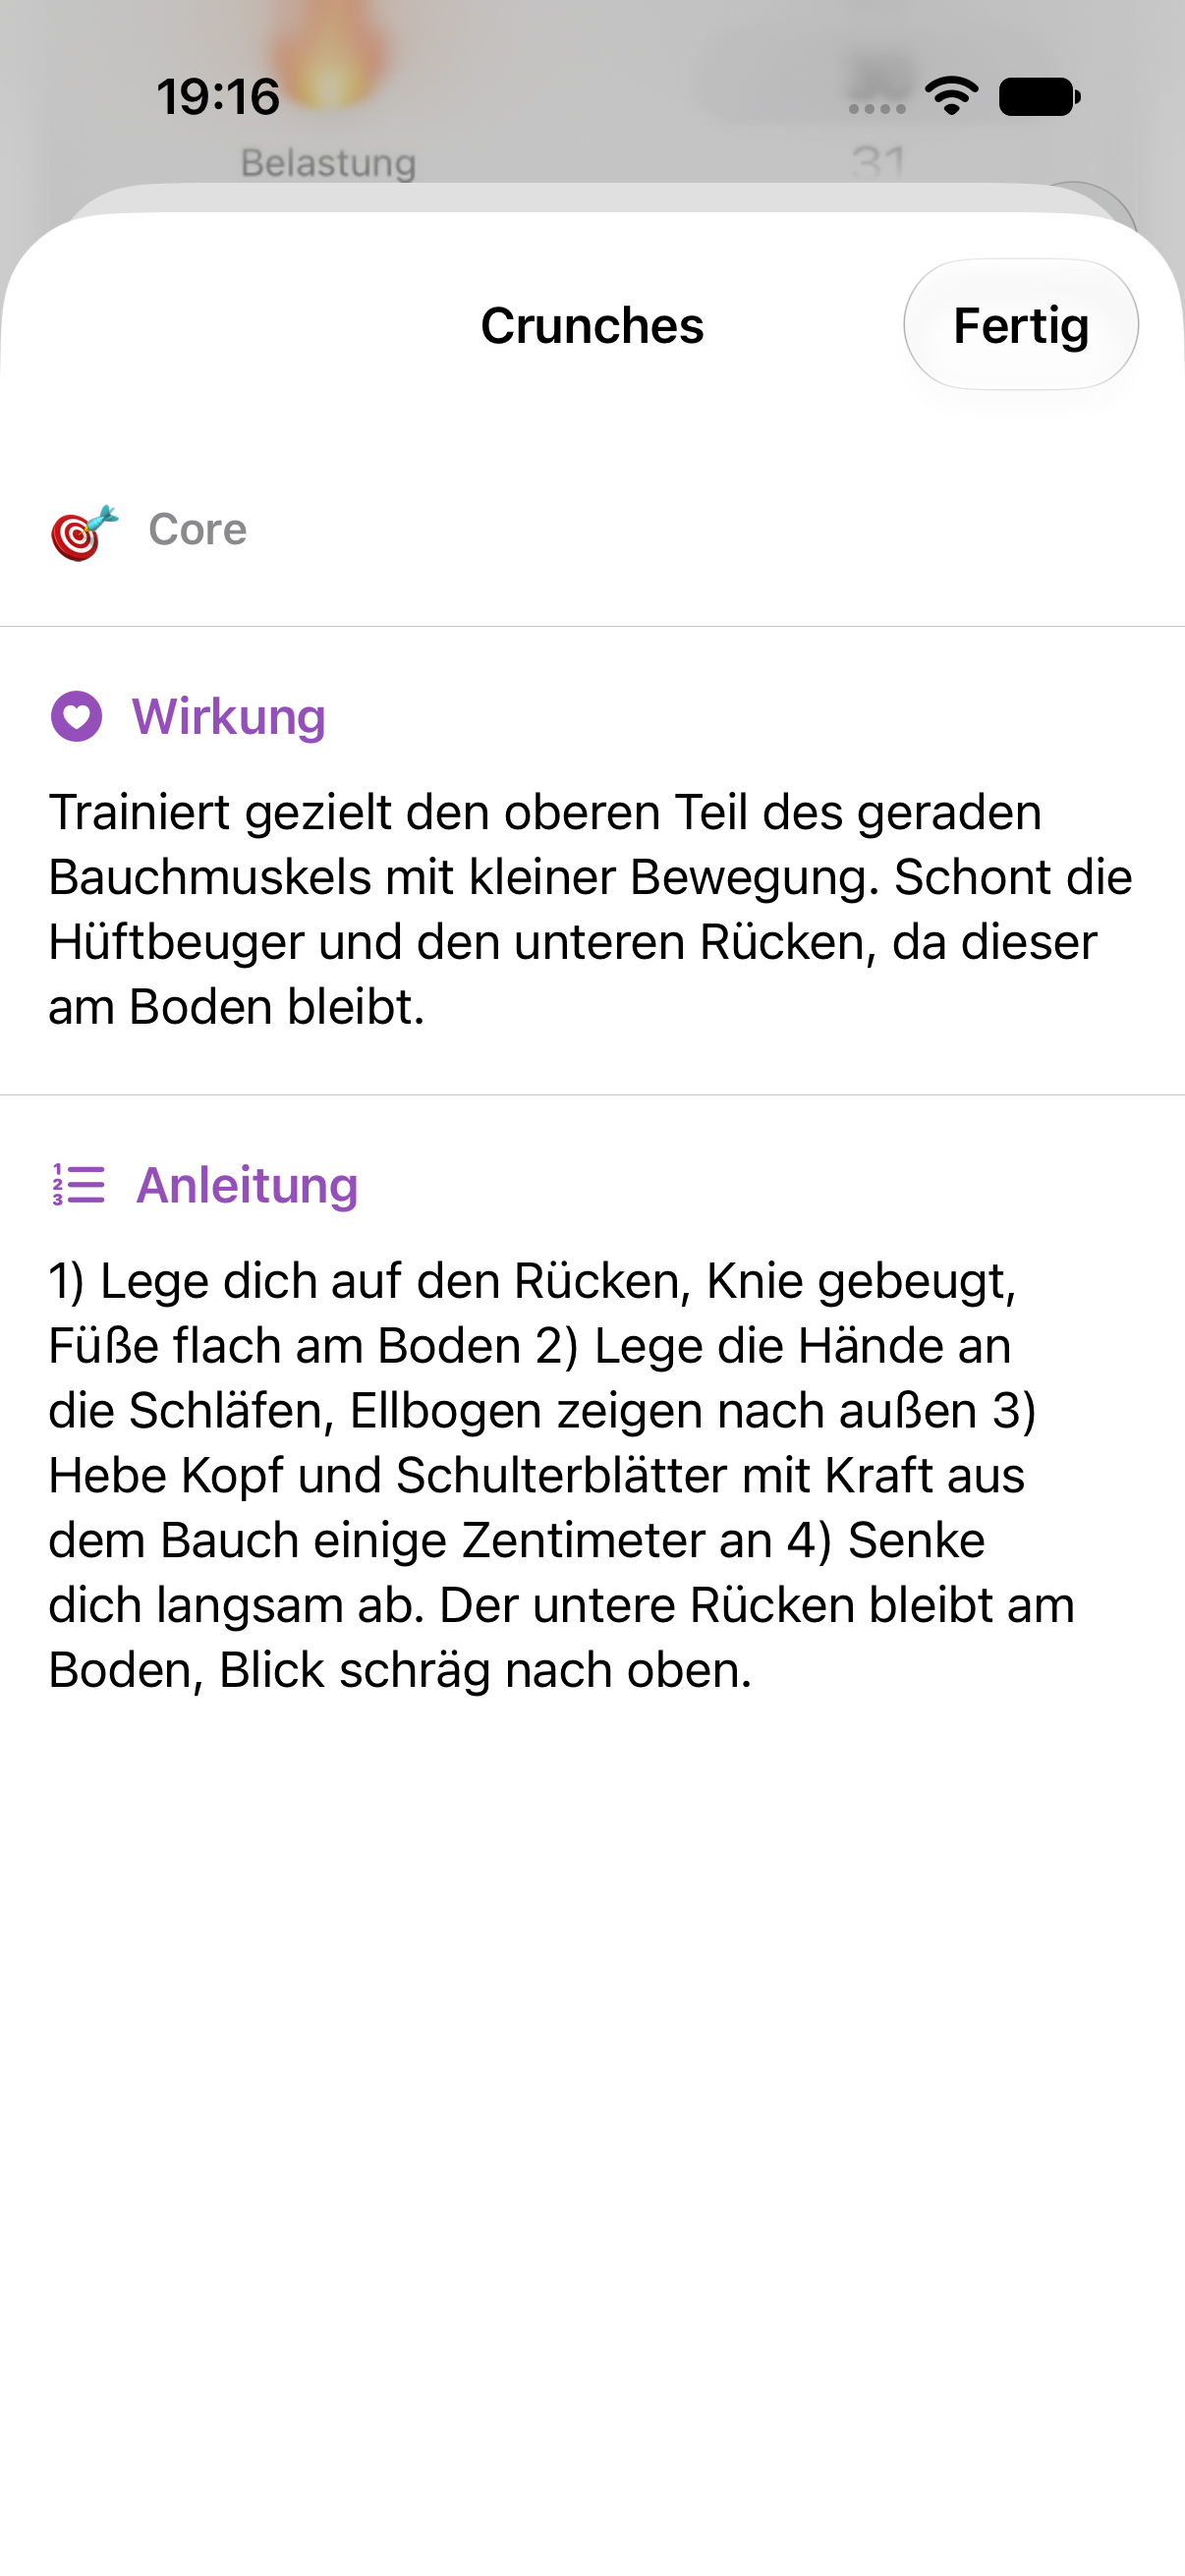 19:16
Belastung
31
Crunches
Fertig
Core
Wirkung
Trainiert gezielt den oberen Teil des geraden
Bauchmuskels mit kleiner Bewegung. Schont die
Hüftbeuger und den unteren Rücken, da dieser
am Boden bleibt.
1
2
3
Anleitung
1) Lege dich auf den Rücken, Knie gebeugt,
Füße flach am Boden 2) Lege die Hände an
die Schläfen, Ellbogen zeigen nach außen 3)
Hebe Kopf und Schulterblätter mit Kraft aus
dem Bauch einige Zentimeter an 4) Senke
dich langsam ab. Der untere Rücken bleibt am
Boden, Blick schräg nach oben.